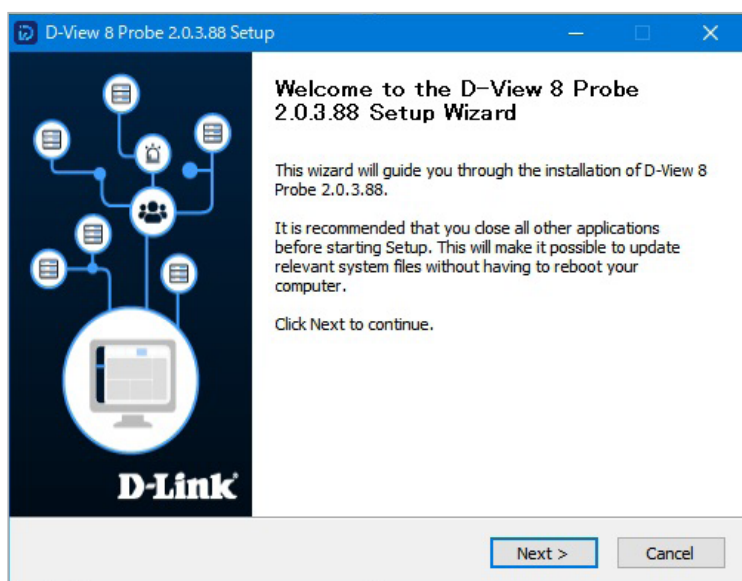 D-View 8 Probe 2.0.3.88 Setup
Welcome to the D-View 8 Probe
2.0.3.88 Setup Wizard
This wizard will guide you through the installation of D-View 8
Probe 2.0.3.88.
It is recommended that you close all other applications
before starting Setup. This will make it possible to update
relevant system files without having to reboot your
computer.
Click Next to continue.
D-Link
Next >
Cancel